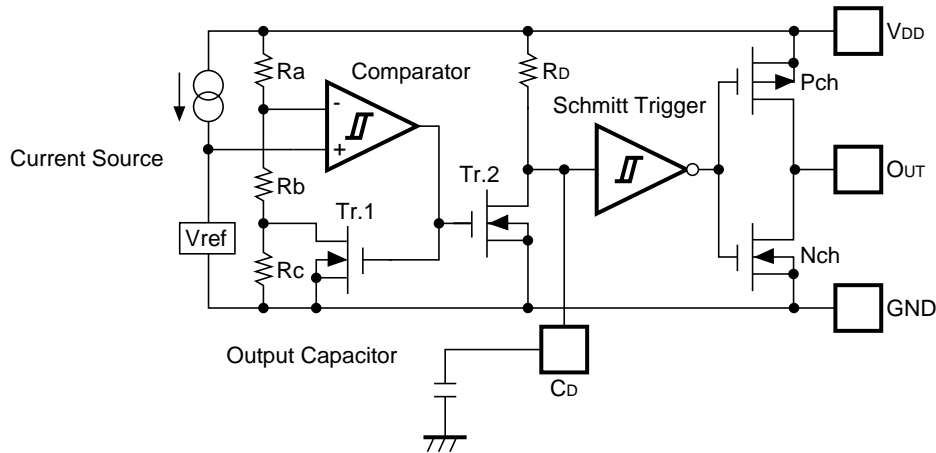 VDD
Ra
Comparator
RD
Pch
-
Schmitt Trigger
+
Current Source
OUT
Rb
Tr.2
Tr.1
Vref
Nch
Rc
GND
Output Capacitor
CD